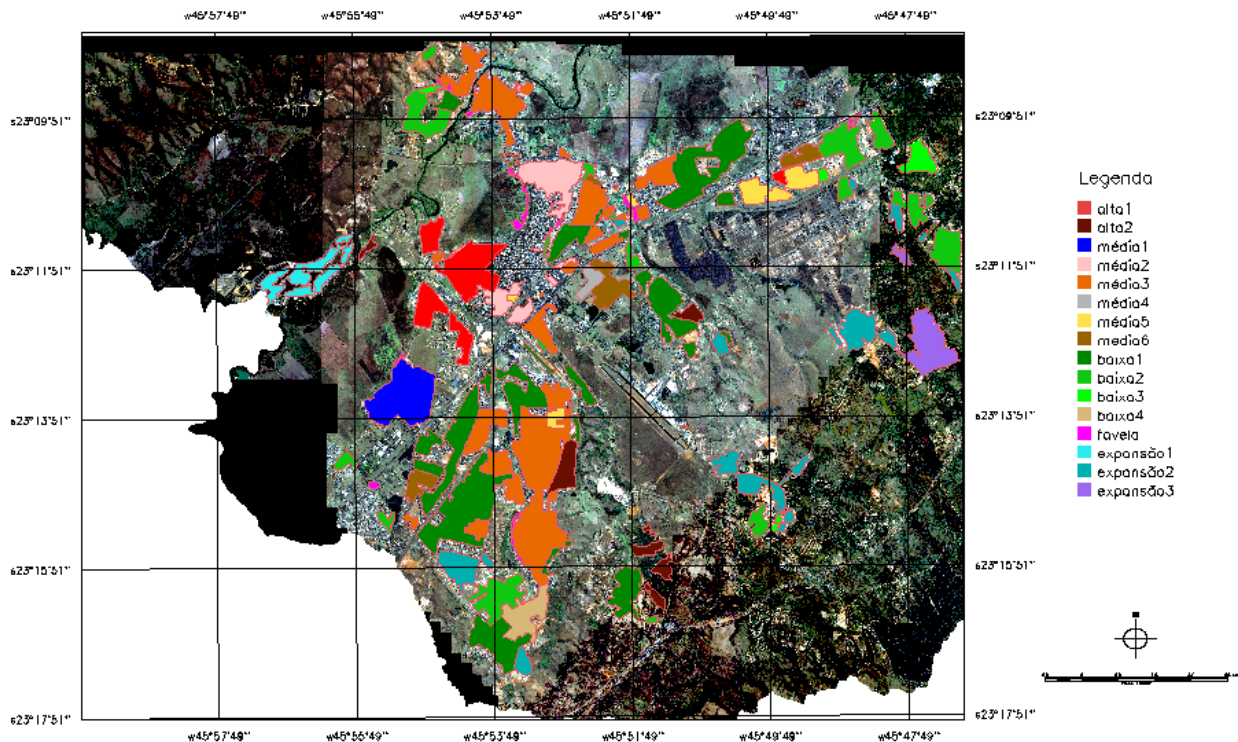 w45°57'49" w45°55'49" w45°53'49" w45°51'49" w45°49'49" w45°47'49"
s23°09'51" s23°09'51"
s23°11'51" s23°11'51"
s23°13'51" s23°13'51"
s23°15'51" s23°15'51"
s23°17'51" s23°17'51"
w45°57'49" w45°55'49" w45°53'49" w45°51'49" w45°49'49" w45°47'49"
Legenda
alta1
alta2
média1
média2
média3
média4
média5
media6
baixa1
baixa2
baixa3
baixa4
favela
expansão1
expansão2
expansão3